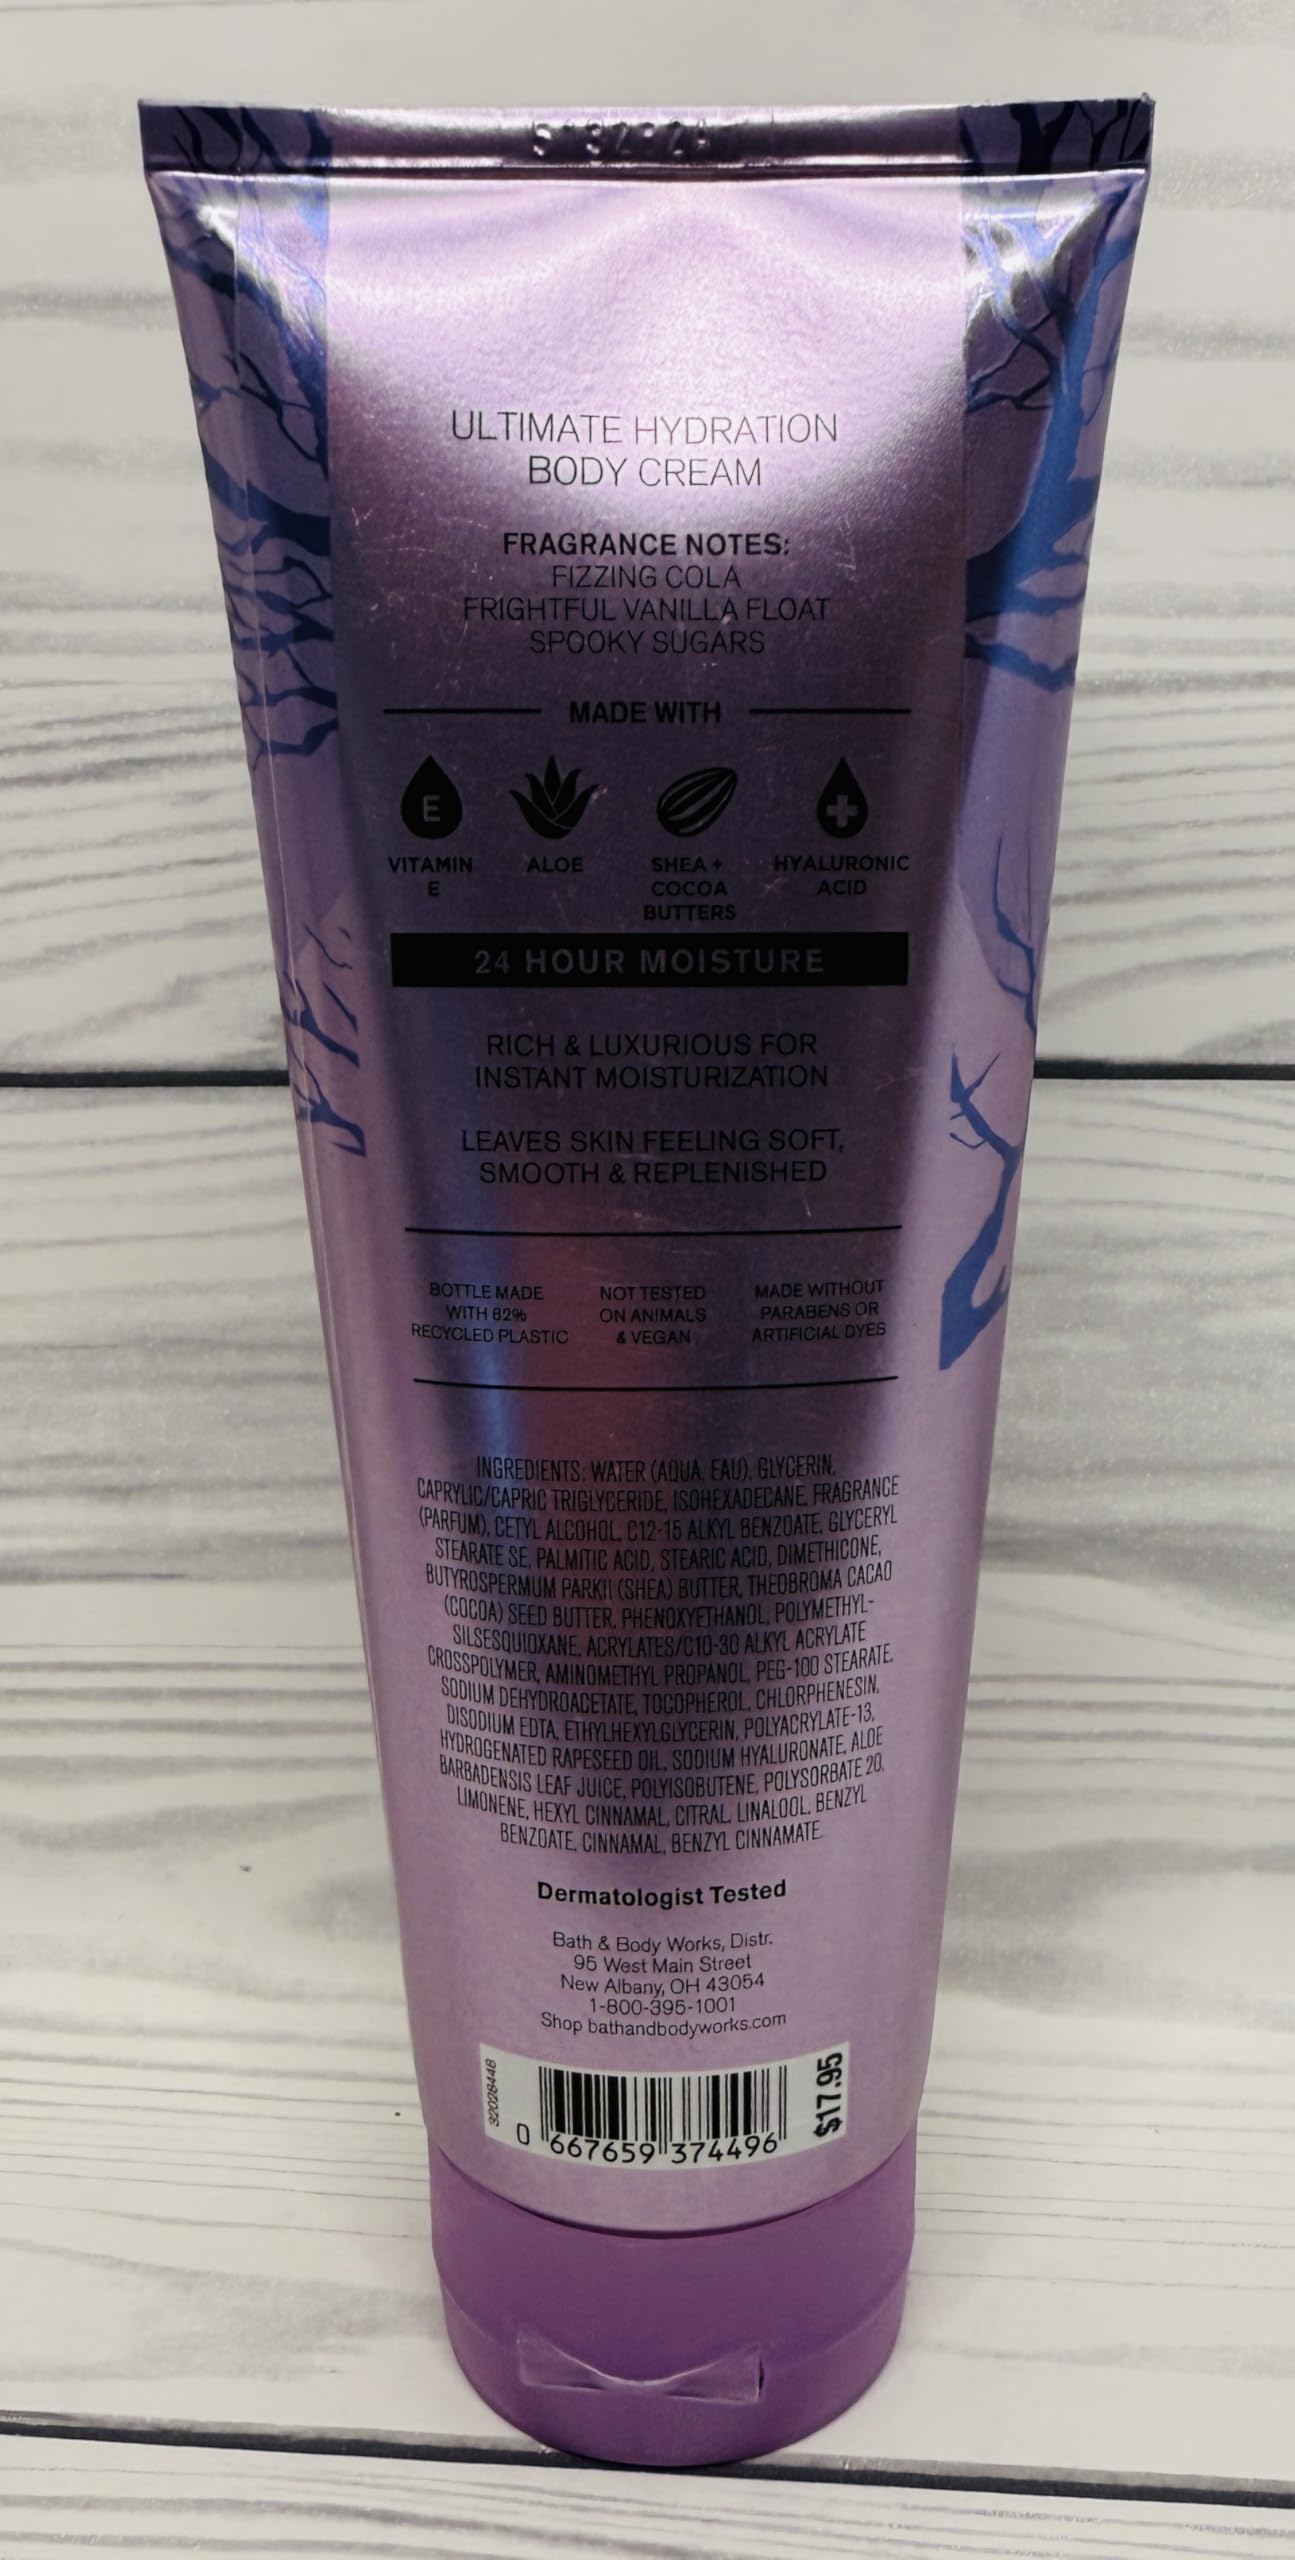 ULTIMATE HYDRATION
BODY CREAM
FRAGRANCE NOTES:
FIZZING COLA
FRIGHTFUL VANILLA FLOAT
SPOOKY SUGARS
MADE WITH
E
VITAMIN
E
ALOE
SHEA +
COCOA
BUTTERS
HYALURONIC
ACID
24 HOUR MOISTURE
RICH & LUXURIOUS FOR
INSTANT MOISTURIZATION
LEAVES SKIN FEELING SOFT,
SMOOTH & REPLENISHED
BOTTLE MADE
WITH 82%
RECYCLED PLASTIC
NOT TESTED
ON ANIMALS
& VEGAN
MADE WITHOUT
PARABENS OR
ARTIFICIAL DYES
INGREDIENTS: WATER (AQUA, EAU), GLYCERIN,
CAPRYLIC/CAPRIC TRIGLYCERIDE, ISOHEXADECANE, FRAGRANCE
(PARFUM), CETYL ALCOHOL, C12-15 ALKYL BENZOATE, GLYCERYL
STEARATE SE, PALMITIC ACID, STEARIC ACID, DIMETHICONE,
BUTYROSPERMUM PARKII (SHEA) BUTTER, THEOBROMA CACAO
(COCOA) SEED BUTTER, PHENOXYETHANOL, POLYMETHYL-
SILSESQUIOXANE, ACRYLATES/C10-30 ALKYL ACRYLATE
CROSSPOLYMER, AMINOMETHYL PROPANOL, PEG-100 STEARATE,
SODIUM DEHYDROACETATE, TOCOPHEROL, CHLORPHENESIN,
DISODIUM EDTA, ETHYLHEXYLGLYCERIN, POLYACRYLATE-13,
HYDROGENATED RAPESEED OIL, SODIUM HYALURONATE, ALOE
BARBADENSIS LEAF JUICE, POLYISOBUTENE, POLYSORBATE 20,
LIMONENE, HEXYL CINNAMAL, CITRAL, LINALOOL, BENZYL
BENZOATE, CINNAMAL, BENZYL CINNAMATE.
Dermatologist Tested
Bath & Body Works, Distr.
95 West Main Street
New Albany, OH 43054
1-800-395-1001
Shop bathandbodyworks.com
32028448
0 667659 374496
$17.95